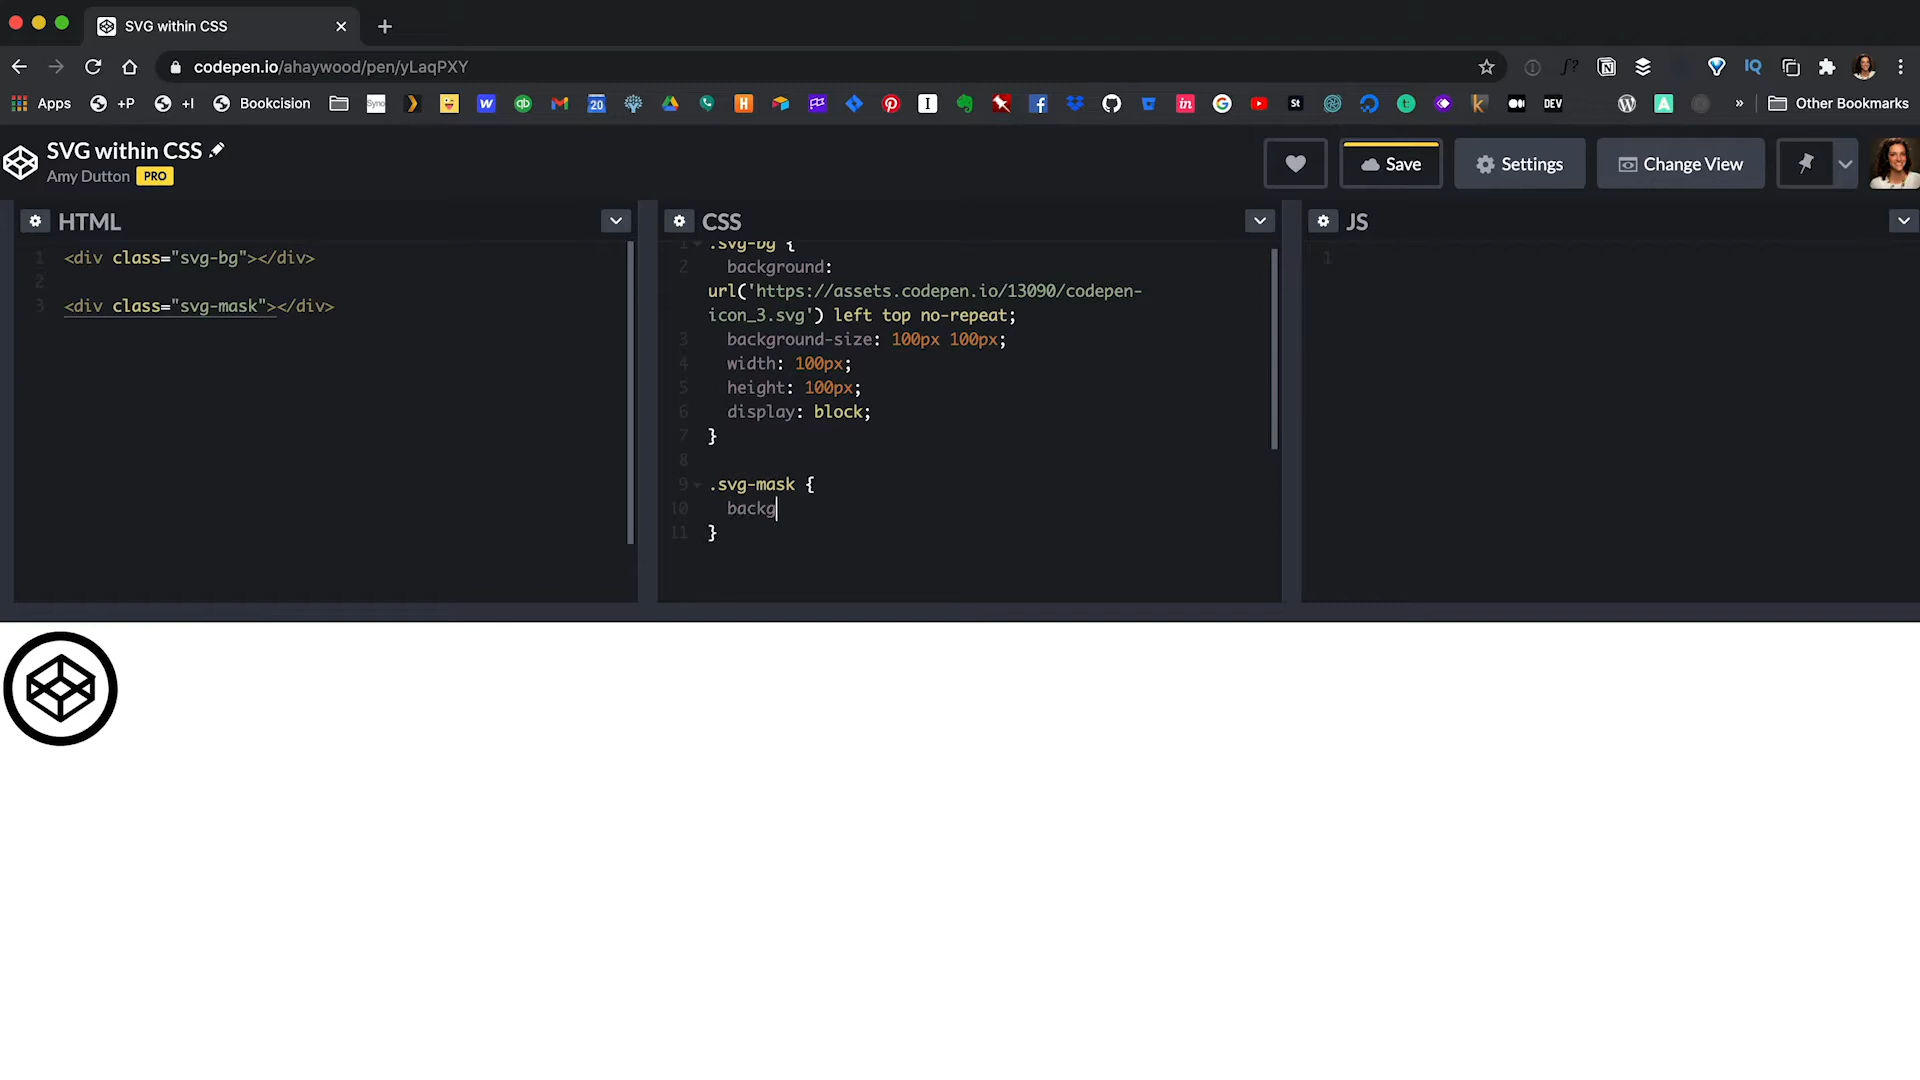 SVG within CSS
codepen.io/ahaywood/pen/yLaqPXY
Apps +P +I Bookcision Sync 20 DEV » Other Bookmarks
SVG within CSS
Amy Dutton PRO
Save Settings Change View
HTML
1 <div class="svg-bg"></div>
2
3 <div class="svg-mask"></div>
CSS
1 .svg-bg {
2 background:
url('https://assets.codepen.io/13090/codepen-
icon_3.svg') left top no-repeat;
3 background-size: 100px 100px;
4 width: 100px;
5 height: 100px;
6 display: block;
7 }
8
9 .svg-mask {
10 backg
11 }
JS
1